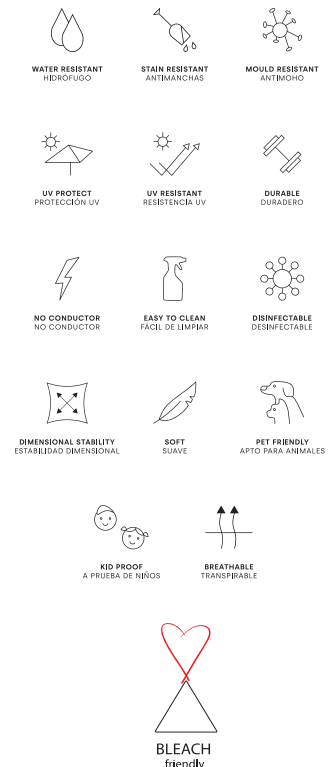 WATER RESISTANT
HIDRÓFUGO
STAIN RESISTANT
ANTIMANCHAS
MOULD RESISTANT
ANTIMOHO
UV PROTECT
PROTECCIÓN UV
UV RESISTANT
RESISTENCIA UV
DURABLE
DURADERO
NO CONDUCTOR
NO CONDUCTOR
EASY TO CLEAN
FÁCIL DE LIMPIAR
DISINFECTABLE
DESINFECTABLE
DIMENSIONAL STABILITY
ESTABILIDAD DIMENSIONAL
SOFT
SUAVE
PET FRIENDLY
APTO PARA ANIMALES
KID PROOF
A PRUEBA DE NIÑOS
BREATHABLE
TRANSPIRABLE
BLEACH
friendly